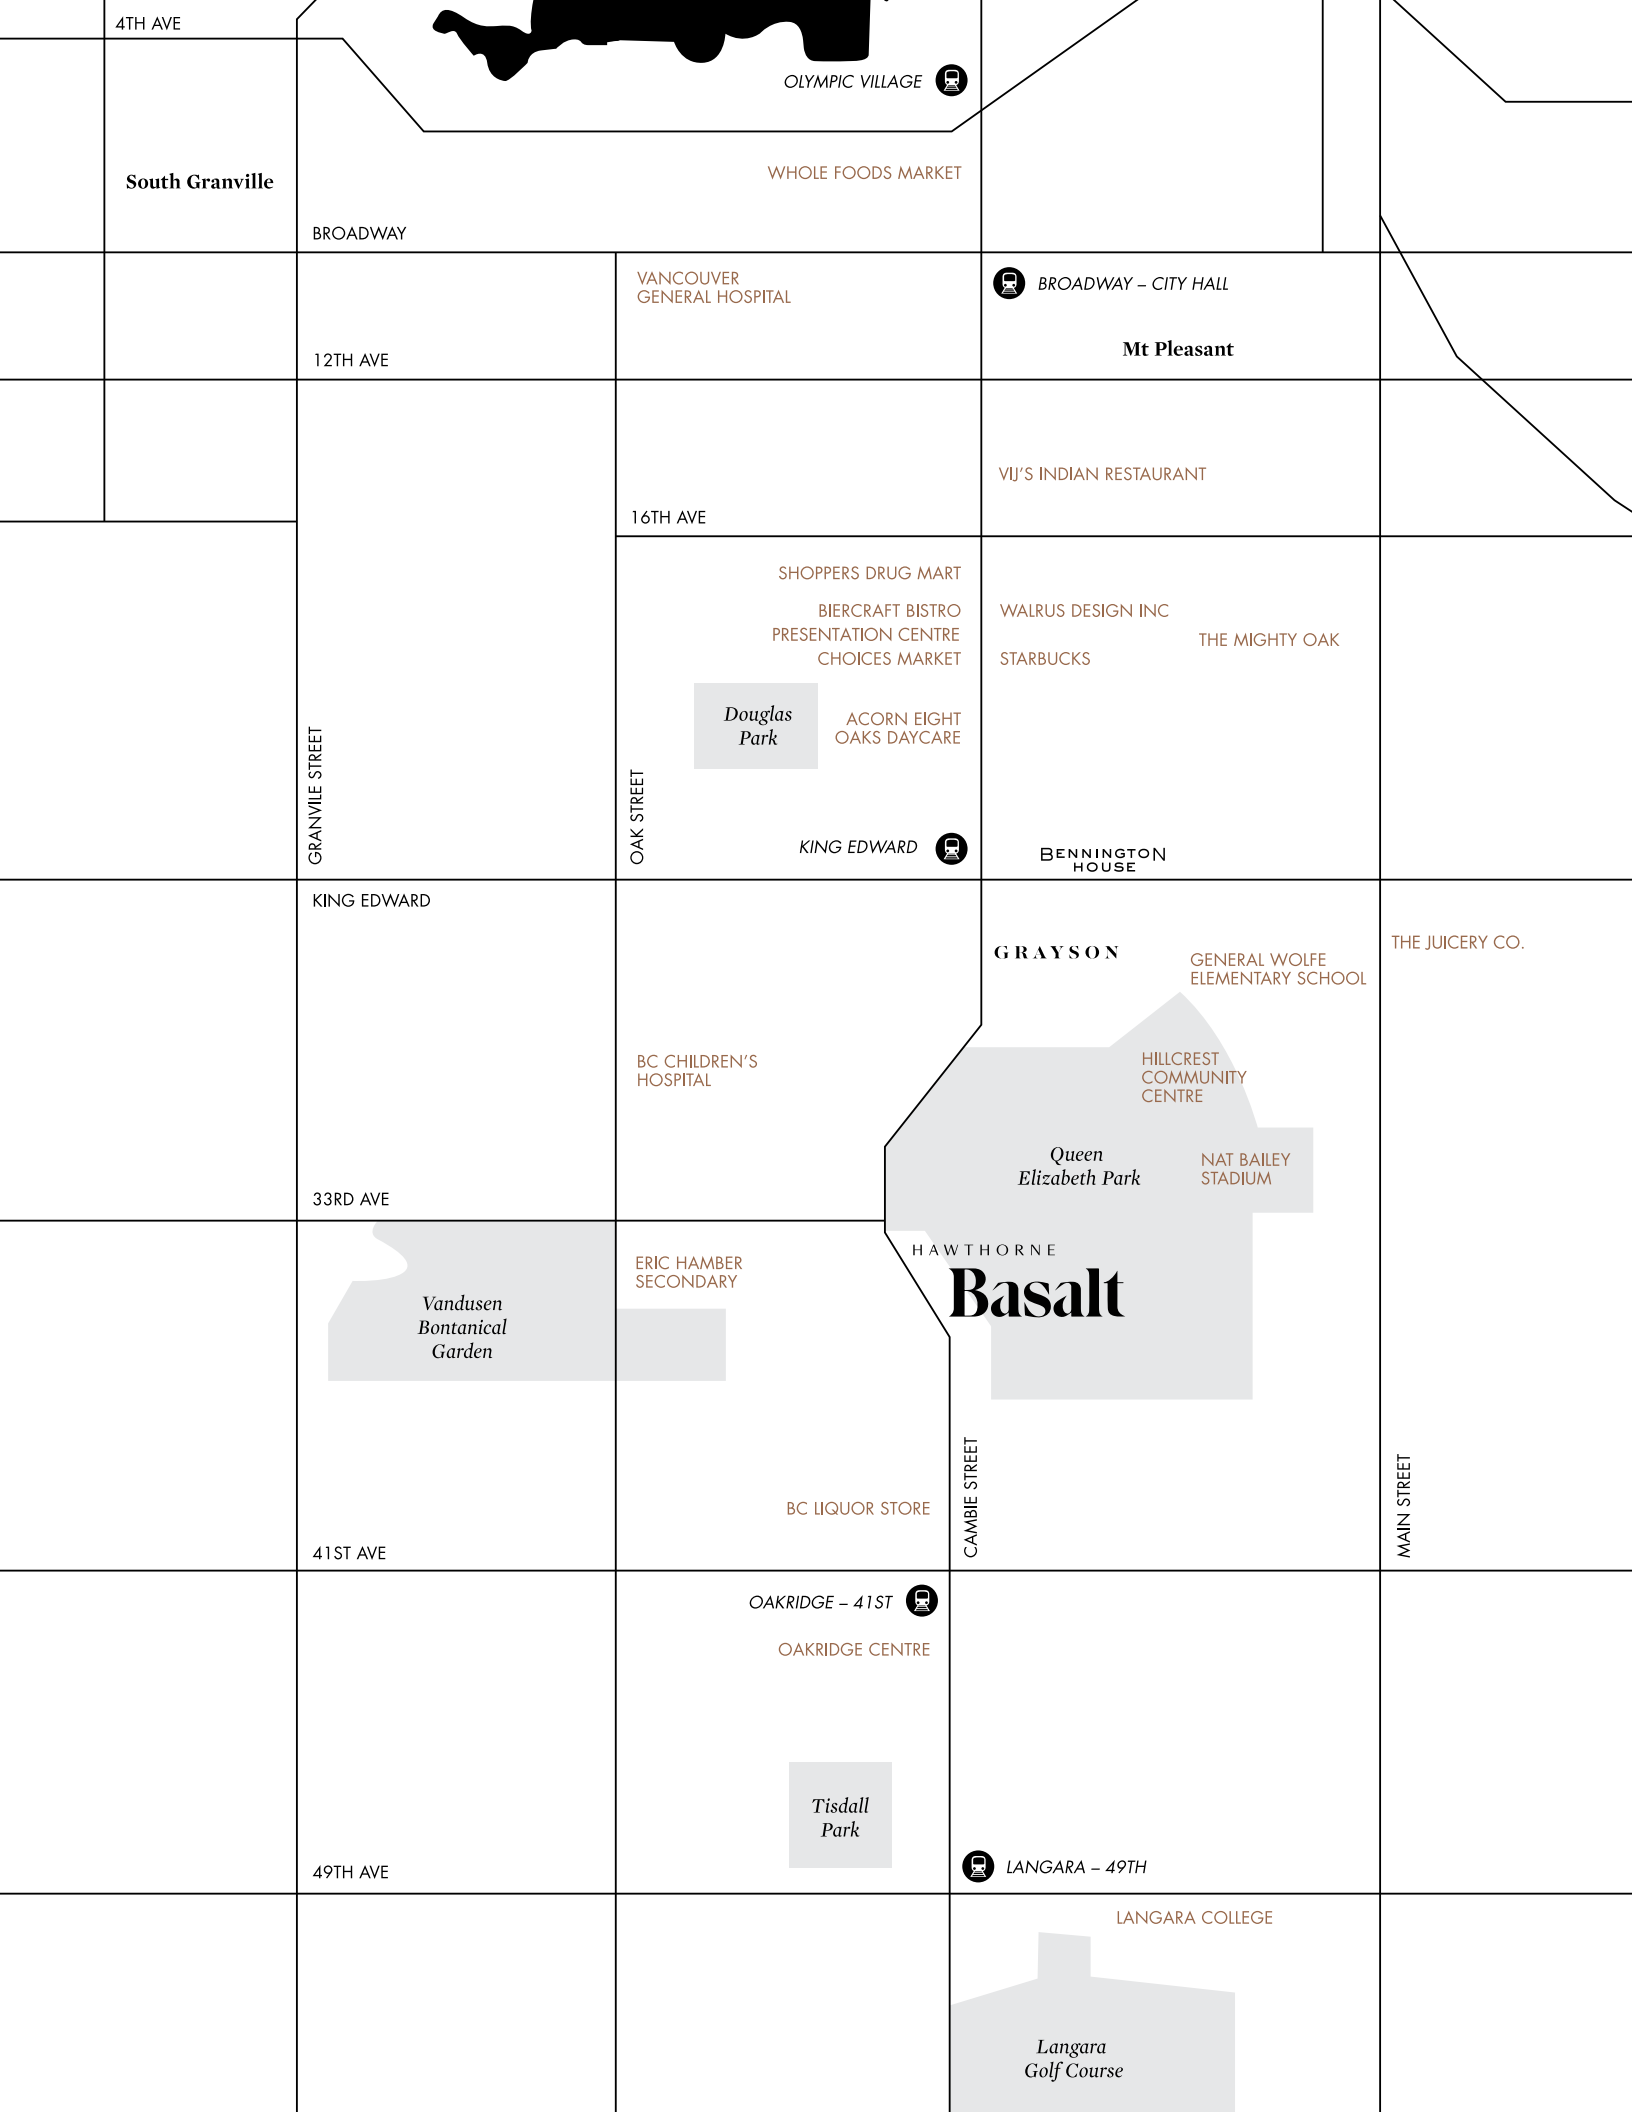 4TH AVE
OLYMPIC VILLAGE
WHOLE FOODS MARKET
South Granville
BROADWAY
VANCOUVER
GENERAL HOSPITAL
BROADWAY – CITY HALL
Mt Pleasant
12TH AVE
VIJ'S INDIAN RESTAURANT
16TH AVE
SHOPPERS DRUG MART
BIERCRAFT BISTRO
WALRUS DESIGN INC
PRESENTATION CENTRE
THE MIGHTY OAK
CHOICES MARKET
STARBUCKS
Douglas
Park
ACORN EIGHT
OAKS DAYCARE
GRANVILE STREET
OAK STREET
KING EDWARD
BENNINGTON
HOUSE
KING EDWARD
GRAYSON
THE JUICERY CO.
GENERAL WOLFE
ELEMENTARY SCHOOL
BC CHILDREN'S
HOSPITAL
HILLCREST
COMMUNITY
CENTRE
Queen
Elizabeth Park
NAT BAILEY
STADIUM
33RD AVE
HAWTHORNE
Basalt
ERIC HAMBER
SECONDARY
Vandusen
Bontanical
Garden
CAMBIE STREET
MAIN STREET
BC LIQUOR STORE
41ST AVE
OAKRIDGE – 41ST
OAKRIDGE CENTRE
Tisdall
Park
49TH AVE
LANGARA – 49TH
LANGARA COLLEGE
Langara
Golf Course